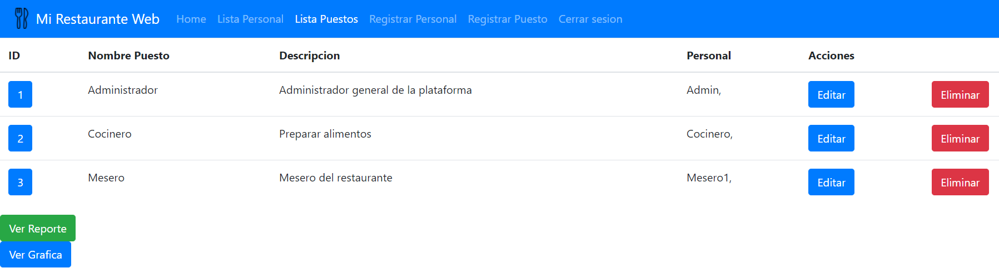 Mi Restaurante Web Home Lista Personal Lista Puestos Registrar Personal Registrar Puesto Cerrar sesion
ID Nombre Puesto Descripcion Personal Acciones
1 Administrador Administrador general de la plataforma Admin, Editar Eliminar
2 Cocinero Preparar alimentos Cocinero, Editar Eliminar
3 Mesero Mesero del restaurante Mesero1, Editar Eliminar
Ver Reporte
Ver Grafica